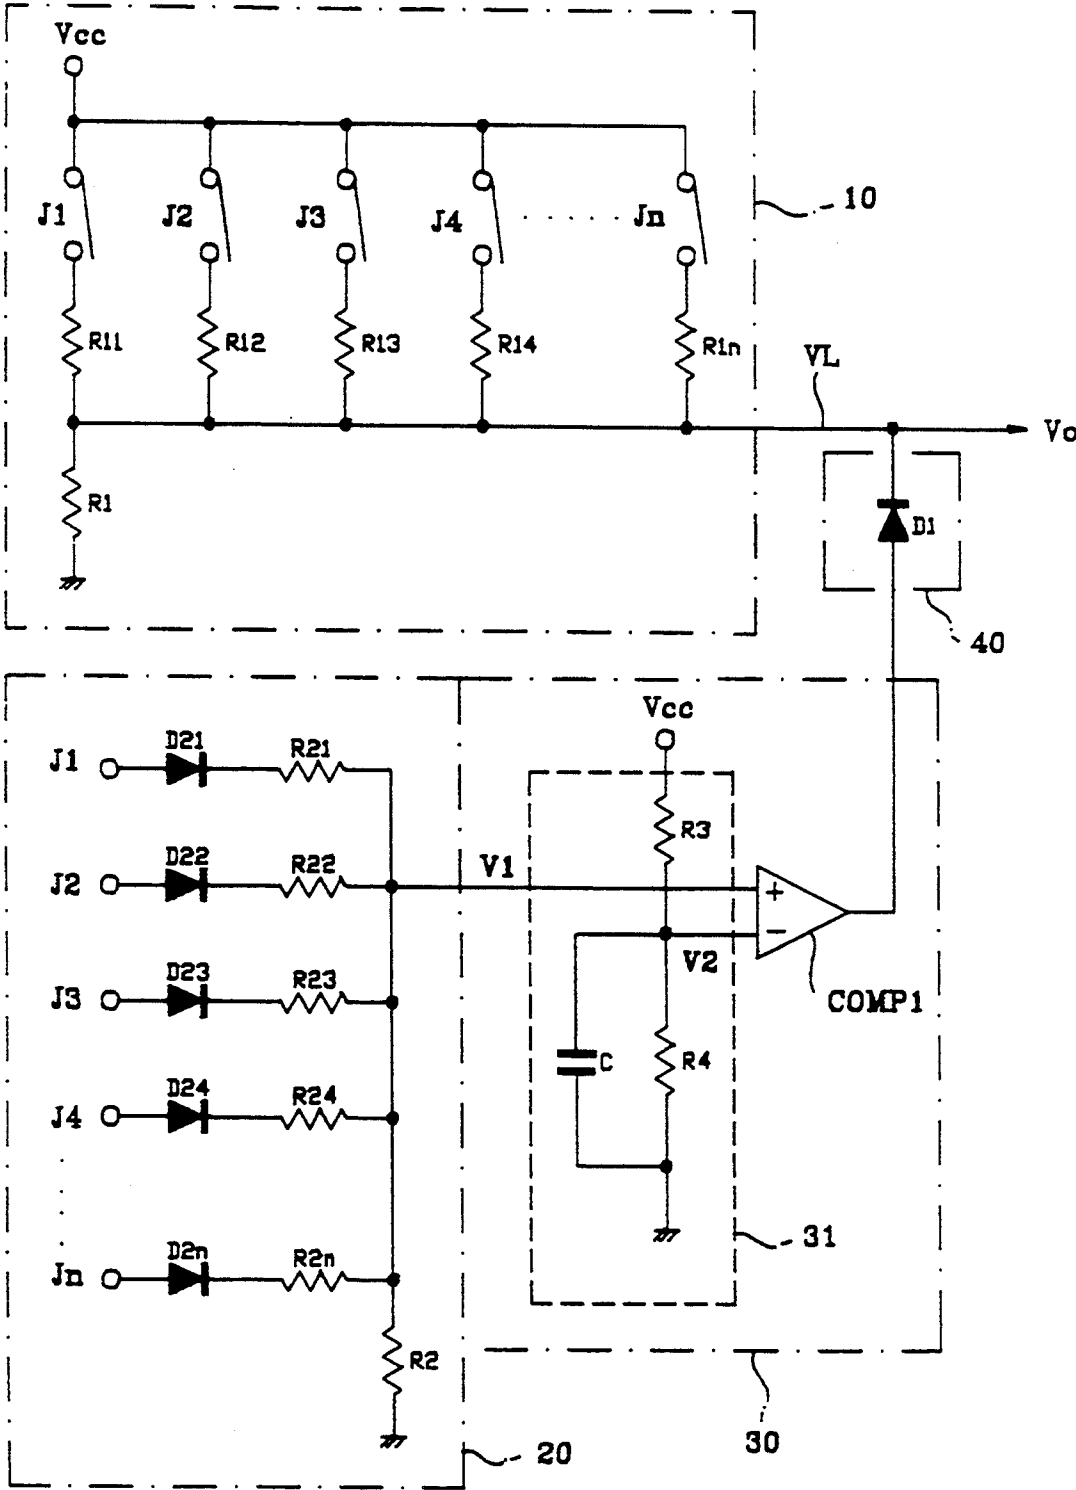 Vcc
J1 J2 J3 J4 . . . . . . Jn
10
R11 R12 R13 R14 R1n
VL
Vo
R1
D1
40
J1 D21 R21
Vcc
R3
J2 D22 R22
V1
+
−
V2
COMP1
J3 D23 R23
C
R4
J4 D24 R24
31
Jn D2n R2n
R2
30
20